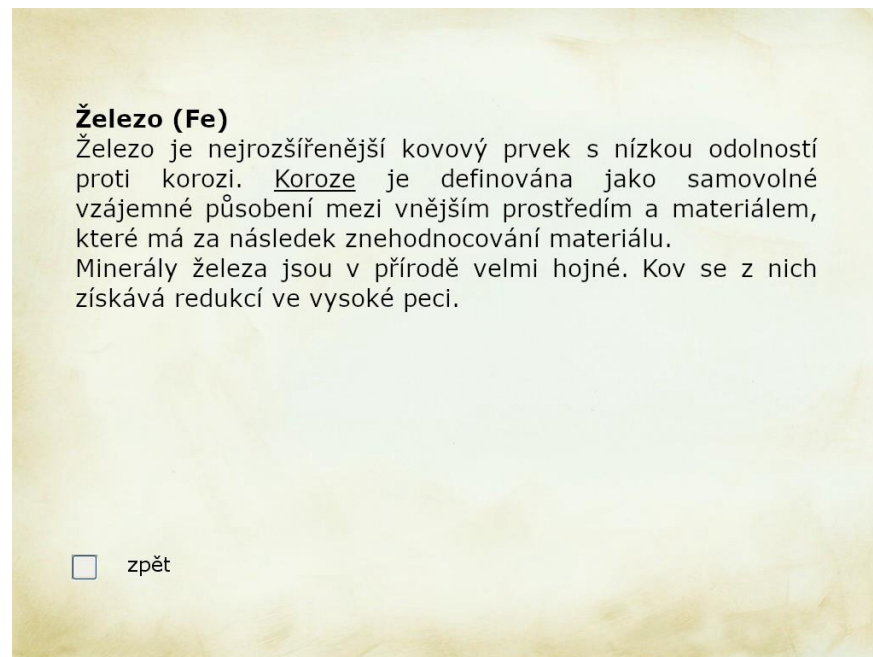 Železo (Fe)
Železo je nejrozšířenější kovový prvek s nízkou odolností
proti korozi. Koroze je definována jako samovolné
vzájemné působení mezi vnějším prostředím a materiálem,
které má za následek znehodnocování materiálu.
Minerály železa jsou v přírodě velmi hojné. Kov se z nich
získává redukcí ve vysoké peci.
zpět